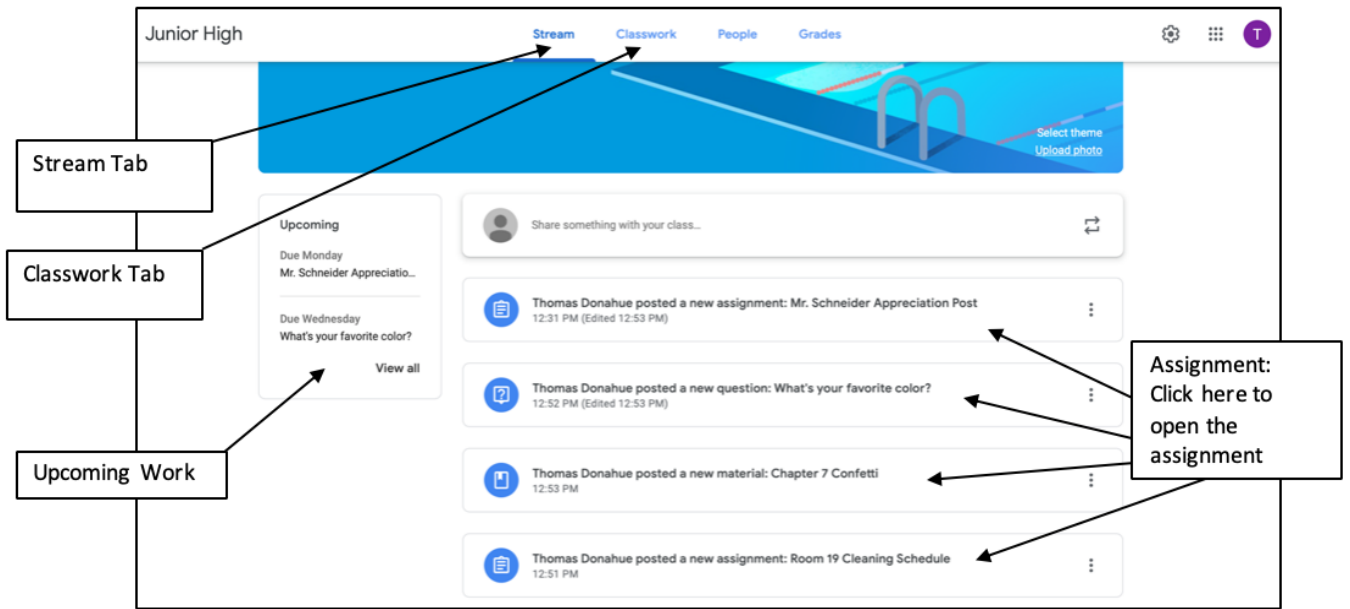 Junior High
Stream Classwork People Grades
T
Select theme
Upload photo
Stream Tab
Classwork Tab
Upcoming
Due Monday
Mr. Schneider Appreciatio...
Due Wednesday
What's your favorite color?
View all
Upcoming Work
Share something with your class...
Thomas Donahue posted a new assignment: Mr. Schneider Appreciation Post
12:31 PM (Edited 12:53 PM)
Thomas Donahue posted a new question: What's your favorite color?
12:52 PM (Edited 12:53 PM)
Thomas Donahue posted a new material: Chapter 7 Confetti
12:53 PM
Thomas Donahue posted a new assignment: Room 19 Cleaning Schedule
12:51 PM
Assignment:
Click here to
open the
assignment